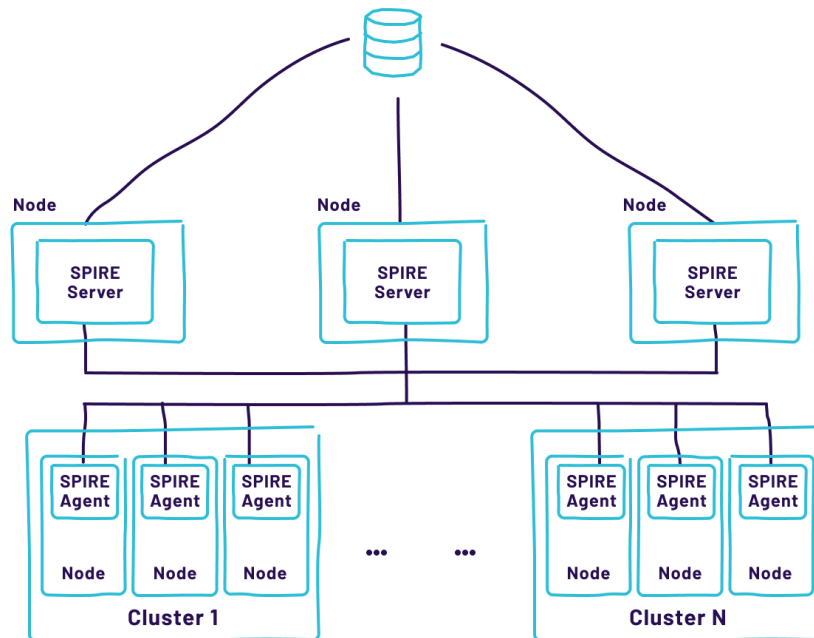 Node
Node
Node
SPIRE
Server
SPIRE
Server
SPIRE
Server
SPIRE
Agent
SPIRE
Agent
SPIRE
Agent
SPIRE
Agent
SPIRE
Agent
SPIRE
Agent
...
...
Node
Node
Node
Node
Node
Node
Cluster 1
Cluster N